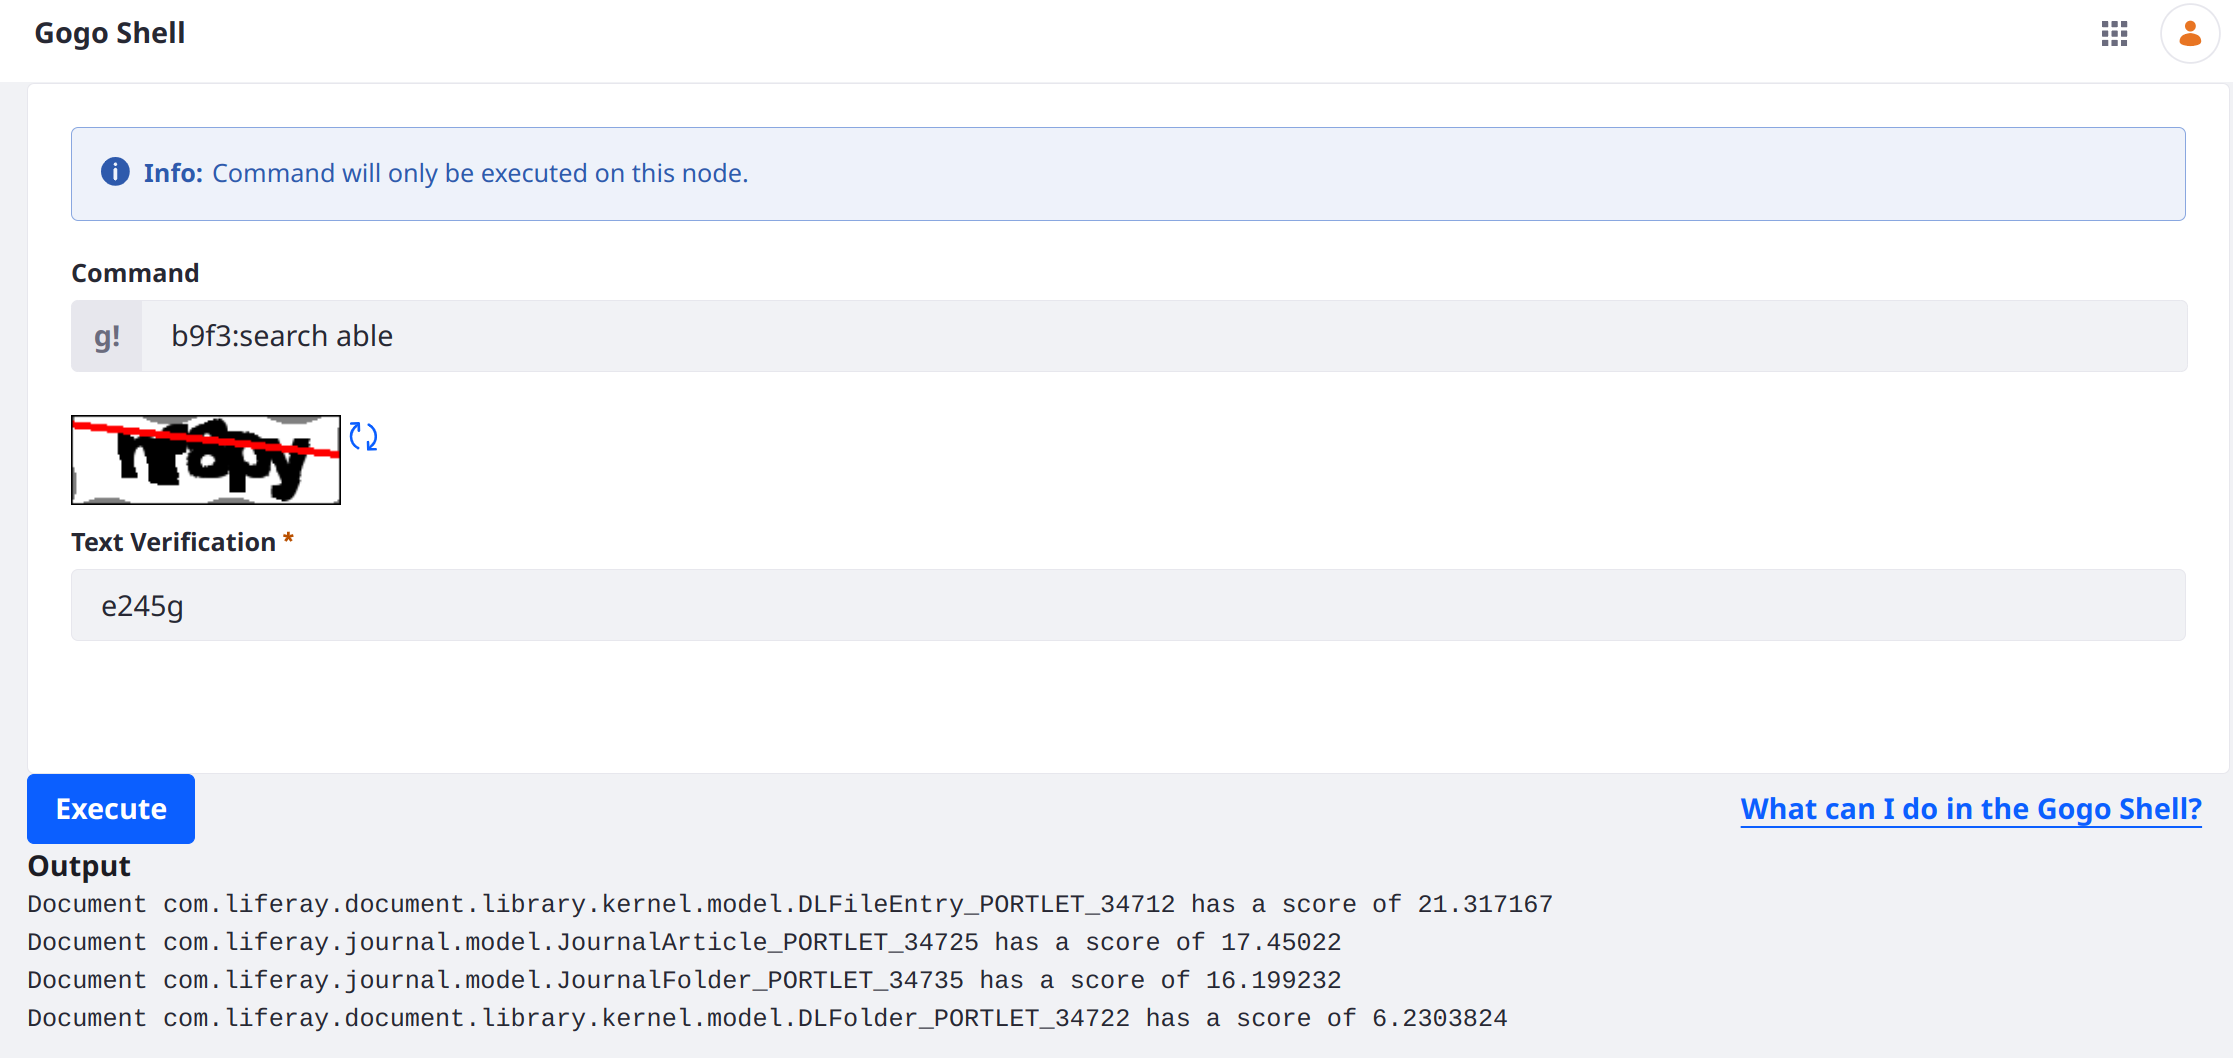 Gogo Shell
Info: Command will only be executed on this node.
Command
g! b9f3:search able
Text Verification *
e245g
Execute
What can I do in the Gogo Shell?
Output
Document com.liferay.document.library.kernel.model.DLFileEntry_PORTLET_34712 has a score of 21.317167
Document com.liferay.journal.model.JournalArticle_PORTLET_34725 has a score of 17.45022
Document com.liferay.journal.model.JournalFolder_PORTLET_34735 has a score of 16.199232
Document com.liferay.document.library.kernel.model.DLFolder_PORTLET_34722 has a score of 6.2303824